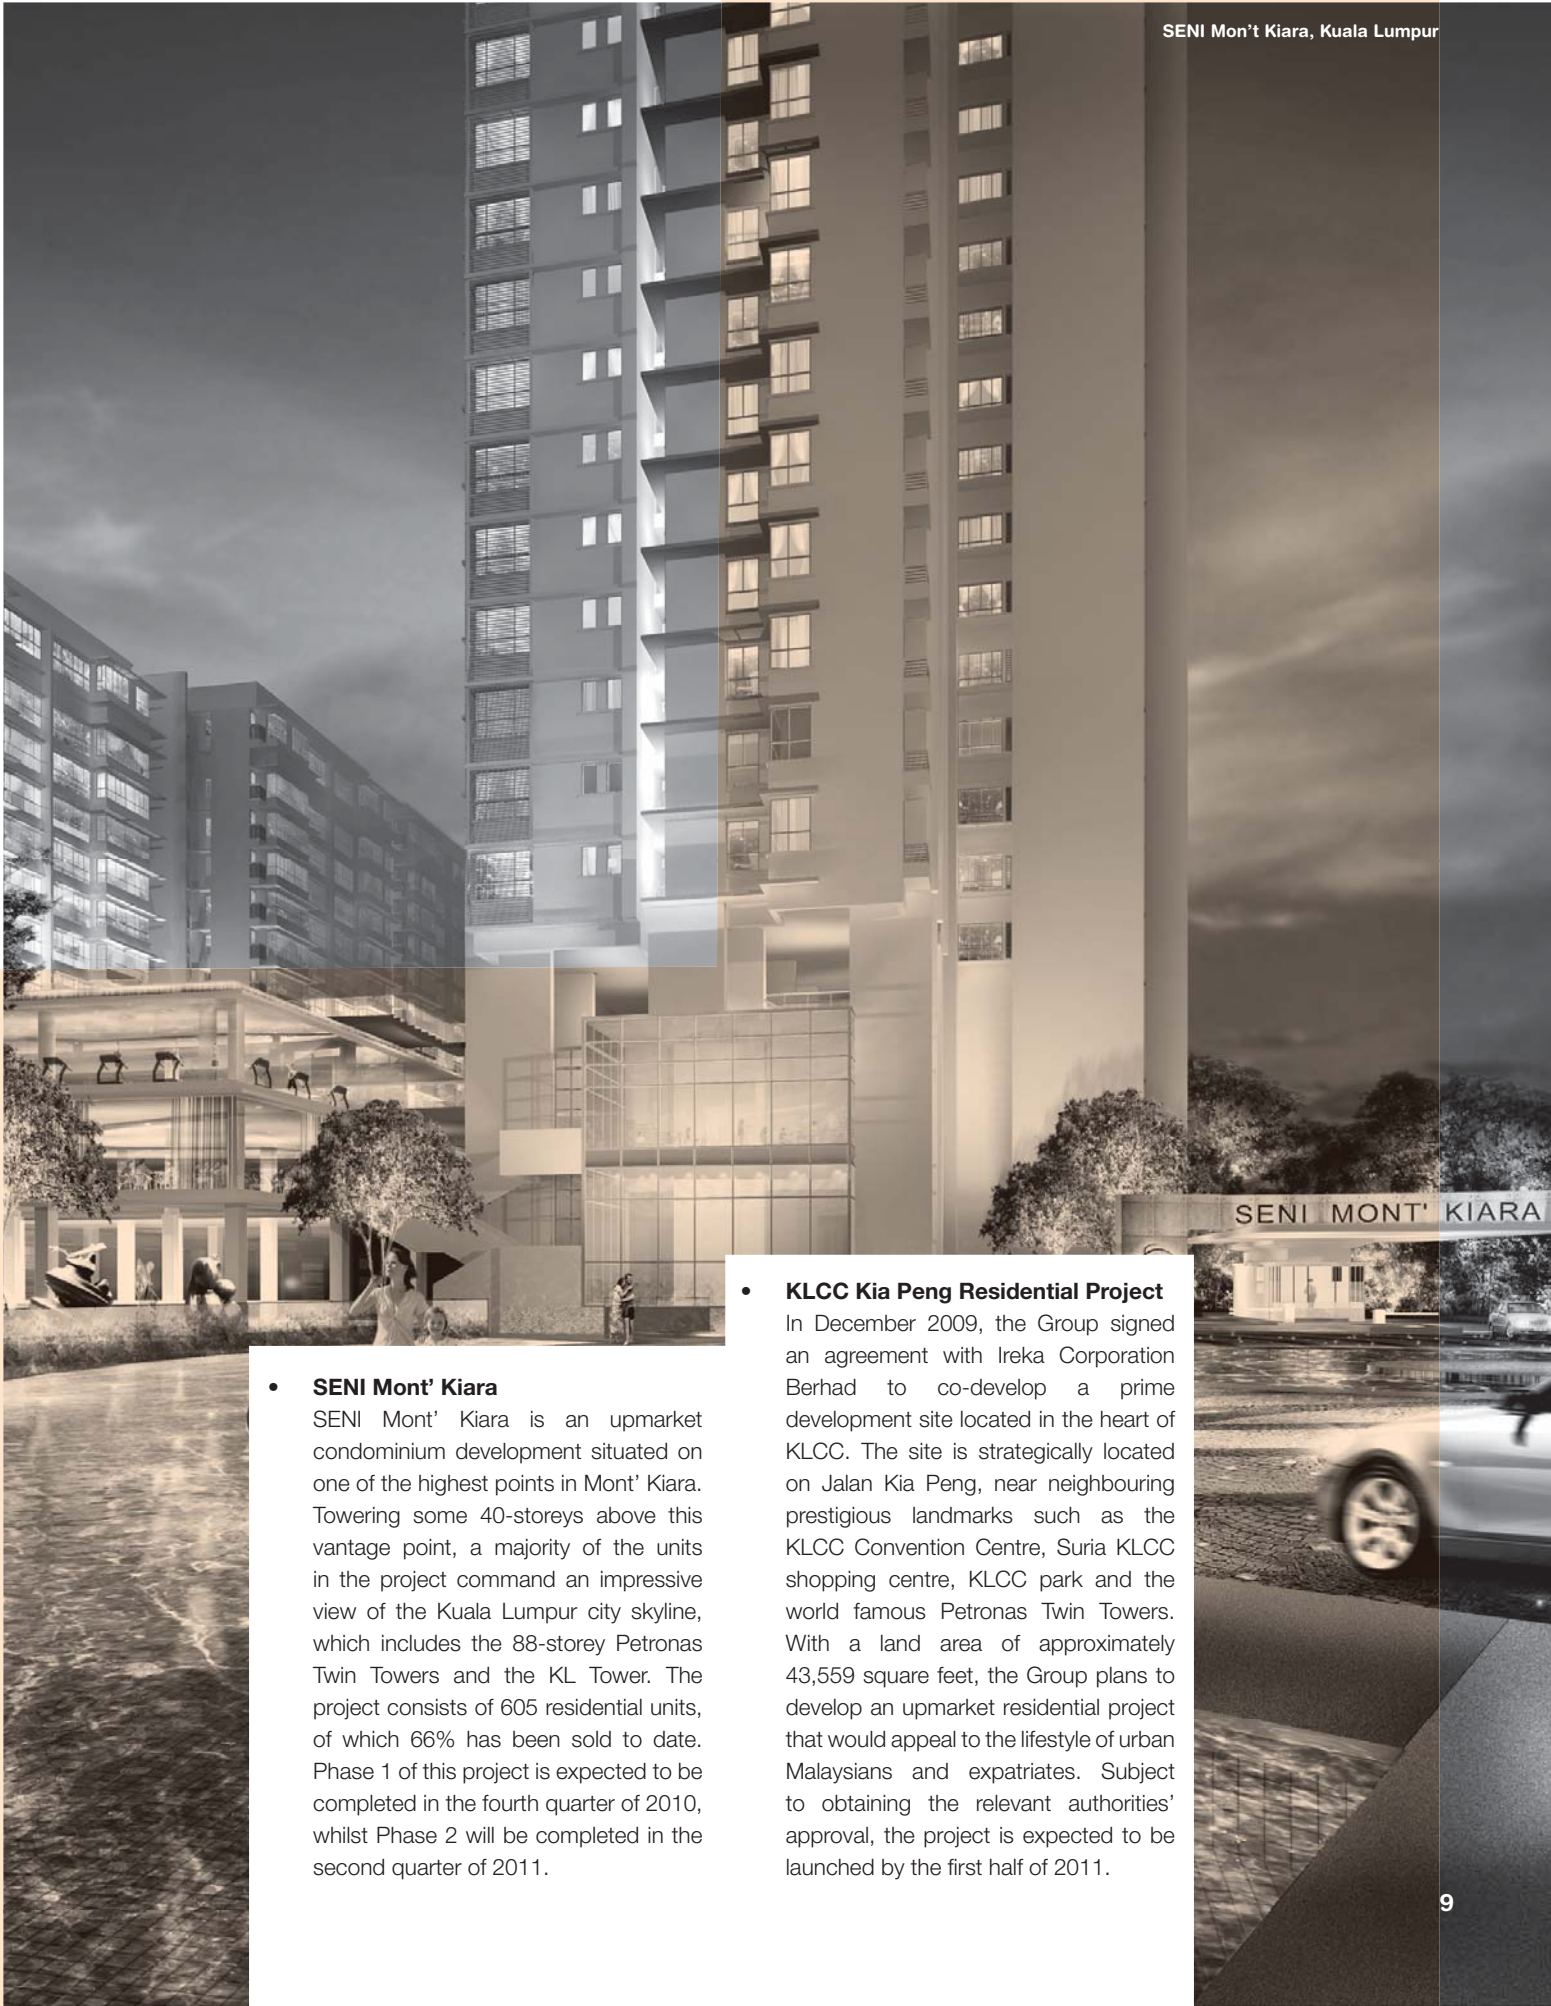 SENI Mon't Kiara, Kuala Lumpur
SENI MONT' KIARA
• SENI Mont' Kiara
SENI Mont' Kiara is an upmarket
condominium development situated on
one of the highest points in Mont' Kiara.
Towering some 40-storeys above this
vantage point, a majority of the units
in the project command an impressive
view of the Kuala Lumpur city skyline,
which includes the 88-storey Petronas
Twin Towers and the KL Tower. The
project consists of 605 residential units,
of which 66% has been sold to date.
Phase 1 of this project is expected to be
completed in the fourth quarter of 2010,
whilst Phase 2 will be completed in the
second quarter of 2011.
• KLCC Kia Peng Residential Project
In December 2009, the Group signed
an agreement with Ireka Corporation
Berhad to co-develop a prime
development site located in the heart of
KLCC. The site is strategically located
on Jalan Kia Peng, near neighbouring
prestigious landmarks such as the
KLCC Convention Centre, Suria KLCC
shopping centre, KLCC park and the
world famous Petronas Twin Towers.
With a land area of approximately
43,559 square feet, the Group plans to
develop an upmarket residential project
that would appeal to the lifestyle of urban
Malaysians and expatriates. Subject
to obtaining the relevant authorities'
approval, the project is expected to be
launched by the first half of 2011.
9